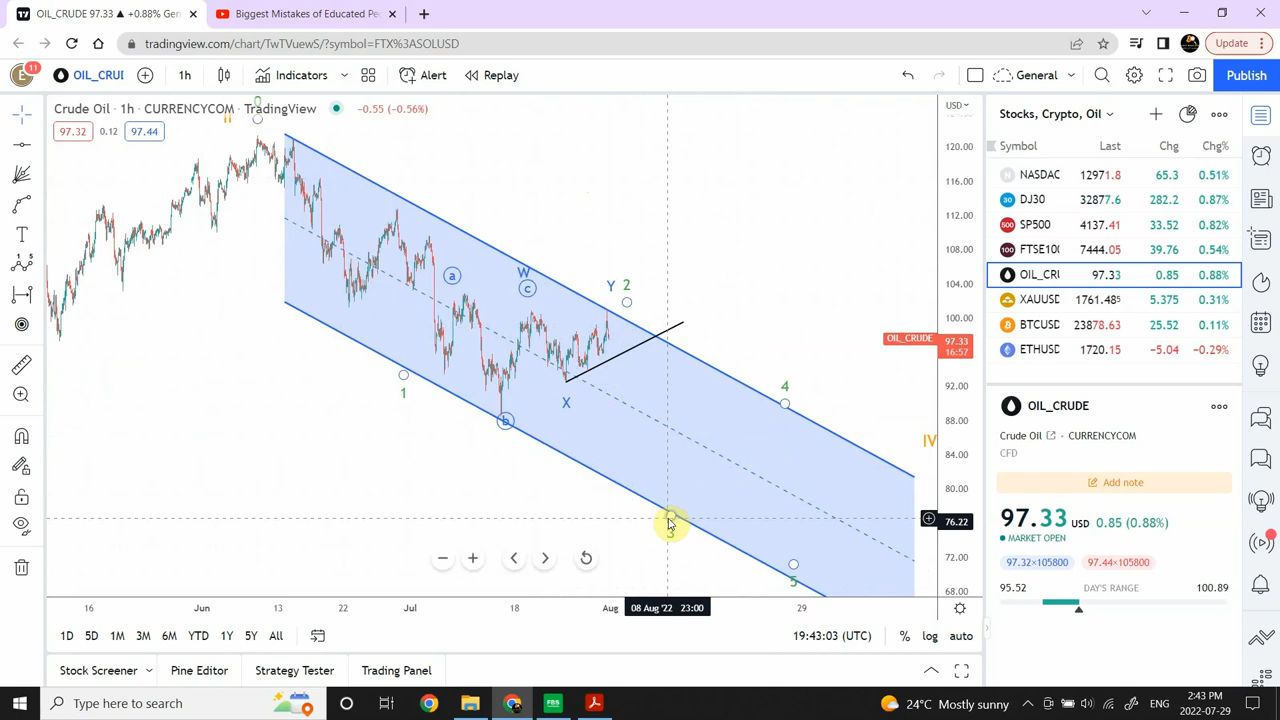 OIL_CRUDE 97.33 ▲ +0.88% Gen
Biggest Mistakes of Educated Pe
tradingview.com/chart/TwTVuewS/?symbol=FTX%3ASOLUSD
Update
E 11
OIL_CRUI
1h
Indicators
Alert
Replay
General
Publish
Crude Oil · 1h · CURRENCYCOM · TradingView
−0.55 (−0.56%)
97.32 0.12 97.44
USD
120.00
116.00
112.00
108.00
104.00
100.00
OIL_CRUDE 97.33
16:57
92.00
88.00
84.00
80.00
76.22
72.00
68.00
0
a
W
c
Y 2
1
b
X
4
IV
3
5
16 Jun 13 22 Jul 18 Aug 08 Aug '22 23:00 29
1D 5D 1M 3M 6M YTD 1Y 5Y All
19:43:03 (UTC) % log auto
Stock Screener Pine Editor Strategy Tester Trading Panel
Stocks, Crypto, Oil
Symbol Last Chg Chg%
NASDAC 12971.8 65.3 0.51%
30 DJ30 32877.6 282.2 0.87%
500 SP500 4137.41 33.52 0.82%
100 FTSE10( 7444.05 39.76 0.54%
OIL_CRU 97.33 0.85 0.88%
XAUUSD 1761.485 5.375 0.31%
BTCUSD 23878.63 25.52 0.11%
ETHUSD 1720.15 −5.04 −0.29%
OIL_CRUDE
Crude Oil · CURRENCYCOM
CFD
Add note
97.33 USD 0.85 (0.88%)
MARKET OPEN
97.32×105800 97.44×105800
95.52 DAY'S RANGE 100.89
Type here to search
FBS
24°C Mostly sunny
2:43 PM
2022-07-29